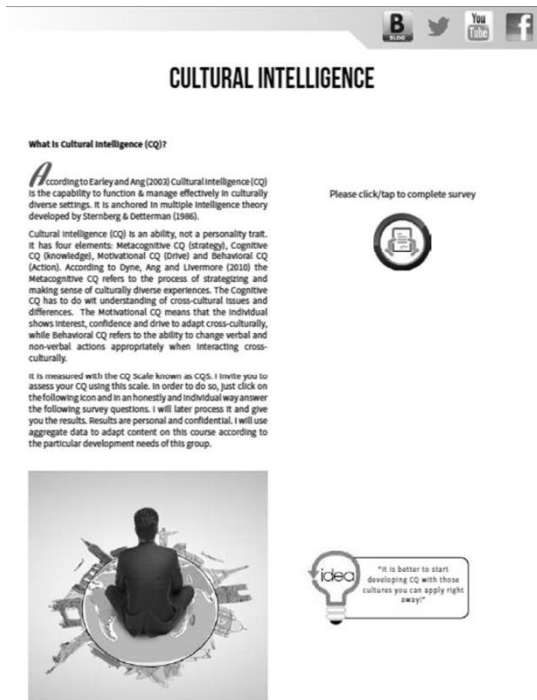 B
BLOG
You
Tube
f
CULTURAL INTELLIGENCE
What Is Cultural Intelligence (CQ)?
According to Earley and Ang (2003) Cultural Intelligence (CQ)
is the capability to function & manage effectively in culturally
diverse settings. It is anchored in multiple intelligence theory
developed by Sternberg & Detterman (1986).
Cultural Intelligence (CQ) is an ability, not a personality trait.
It has four elements: Metacognitive CQ (strategy), Cognitive
CQ (knowledge), Motivational CQ (Drive) and Behavioral CQ
(Action). According to Dyne, Ang and Livermore (2010) the
Metacognitive CQ refers to the process of strategizing and
making sense of culturally diverse experiences. The Cognitive
CQ has to do wit understanding of cross-cultural issues and
differences. The Motivational CQ means that the individual
shows interest, confidence and drive to adapt cross-culturally,
while Behavioral CQ refers to the ability to change verbal and
non-verbal actions appropriately when interacting cross-
culturally.
It is measured with the CQ Scale known as CQS. I invite you to
assess your CQ using this scale. In order to do so, just click on
the following icon and in an honestly and individual way answer
the following survey questions. I will later process it and give
you the results. Results are personal and confidential. I will use
aggregate data to adapt content on this course according to
the particular development needs of this group.
Please click/tap to complete survey
idea
"It is better to start
developing CQ with those
cultures you can apply right
away!"